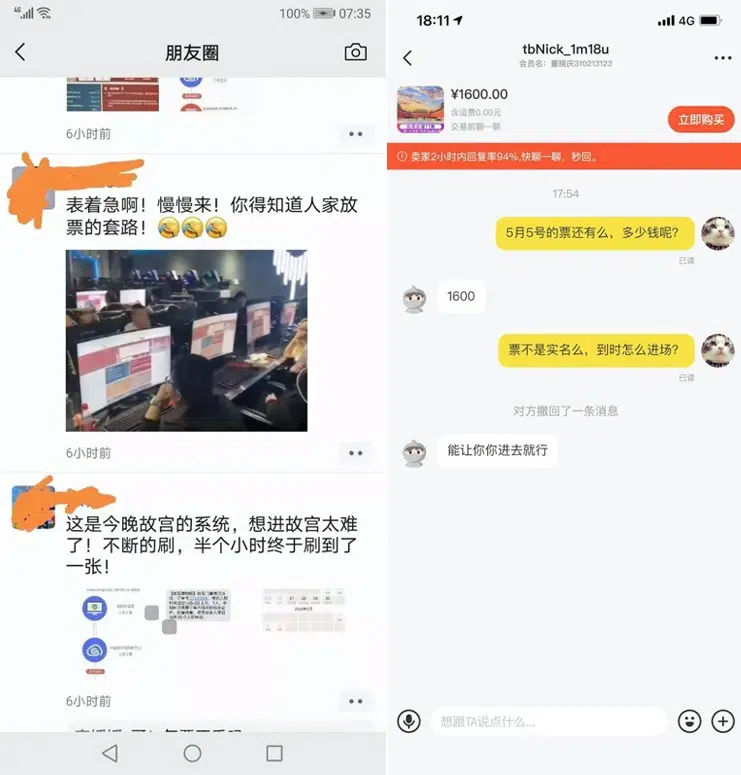 100%
07:35
朋友圈
6小时前
表着急啊！慢慢来！你得知道人家放
票的套路！
6小时前
这是今晚故宫的系统，想进故宫太难
了！不断的刷，半个小时终于刷到了
一张！
6小时前
18:11
4G
tbNick_1m18u
会员名：董晓庆310213123
¥1600.00
含运费0.00元
交易前聊一聊
立即购买
卖家2小时内回复率94%,快聊一聊，秒回。
17:54
5月5号的票还有么，多少钱呢？
已读
1600
票不是实名么，到时怎么进场？
已读
对方撤回了一条消息
能让你你进去就行
想跟TA说点什么...